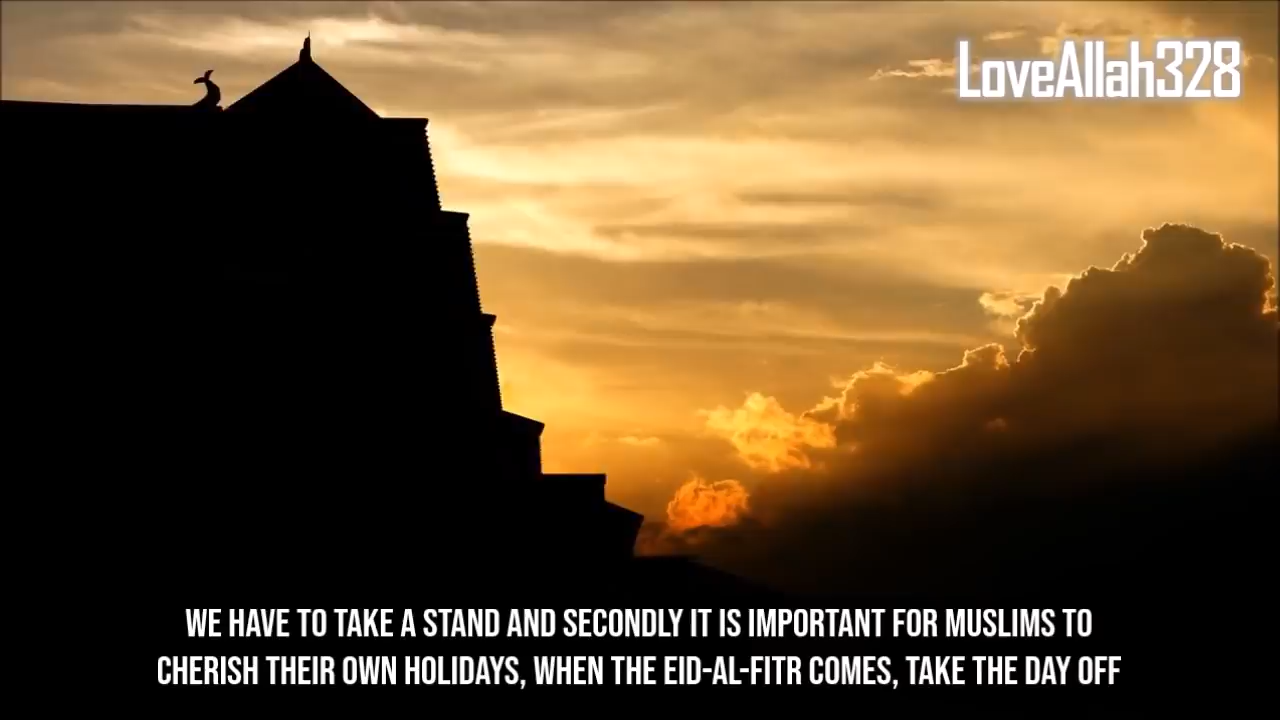 LoveAllah328
WE HAVE TO TAKE A STAND AND SECONDLY IT IS IMPORTANT FOR MUSLIMS TO
CHERISH THEIR OWN HOLIDAYS, WHEN THE EID-AL-FITR COMES, TAKE THE DAY OFF